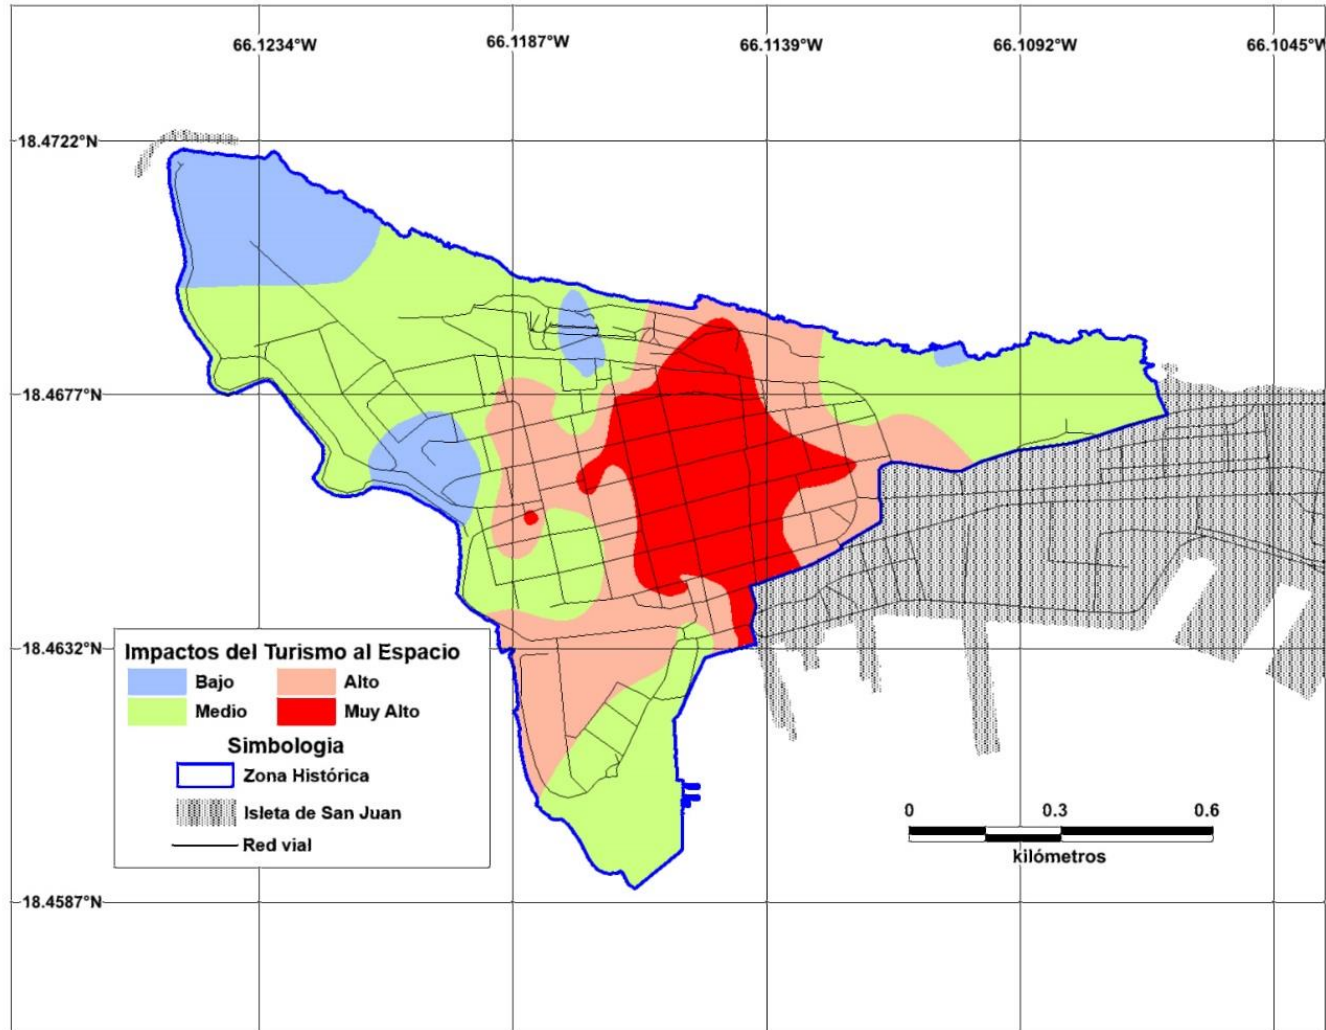 66.1234°W 66.1187°W 66.1139°W 66.1092°W 66.1045°W
18.4722°N
18.4677°N
18.4632°N
18.4587°N
Impactos del Turismo al Espacio
Bajo Alto
Medio Muy Alto
Simbologia
Zona Histórica
Isleta de San Juan
Red vial
0 0.3 0.6
kilómetros